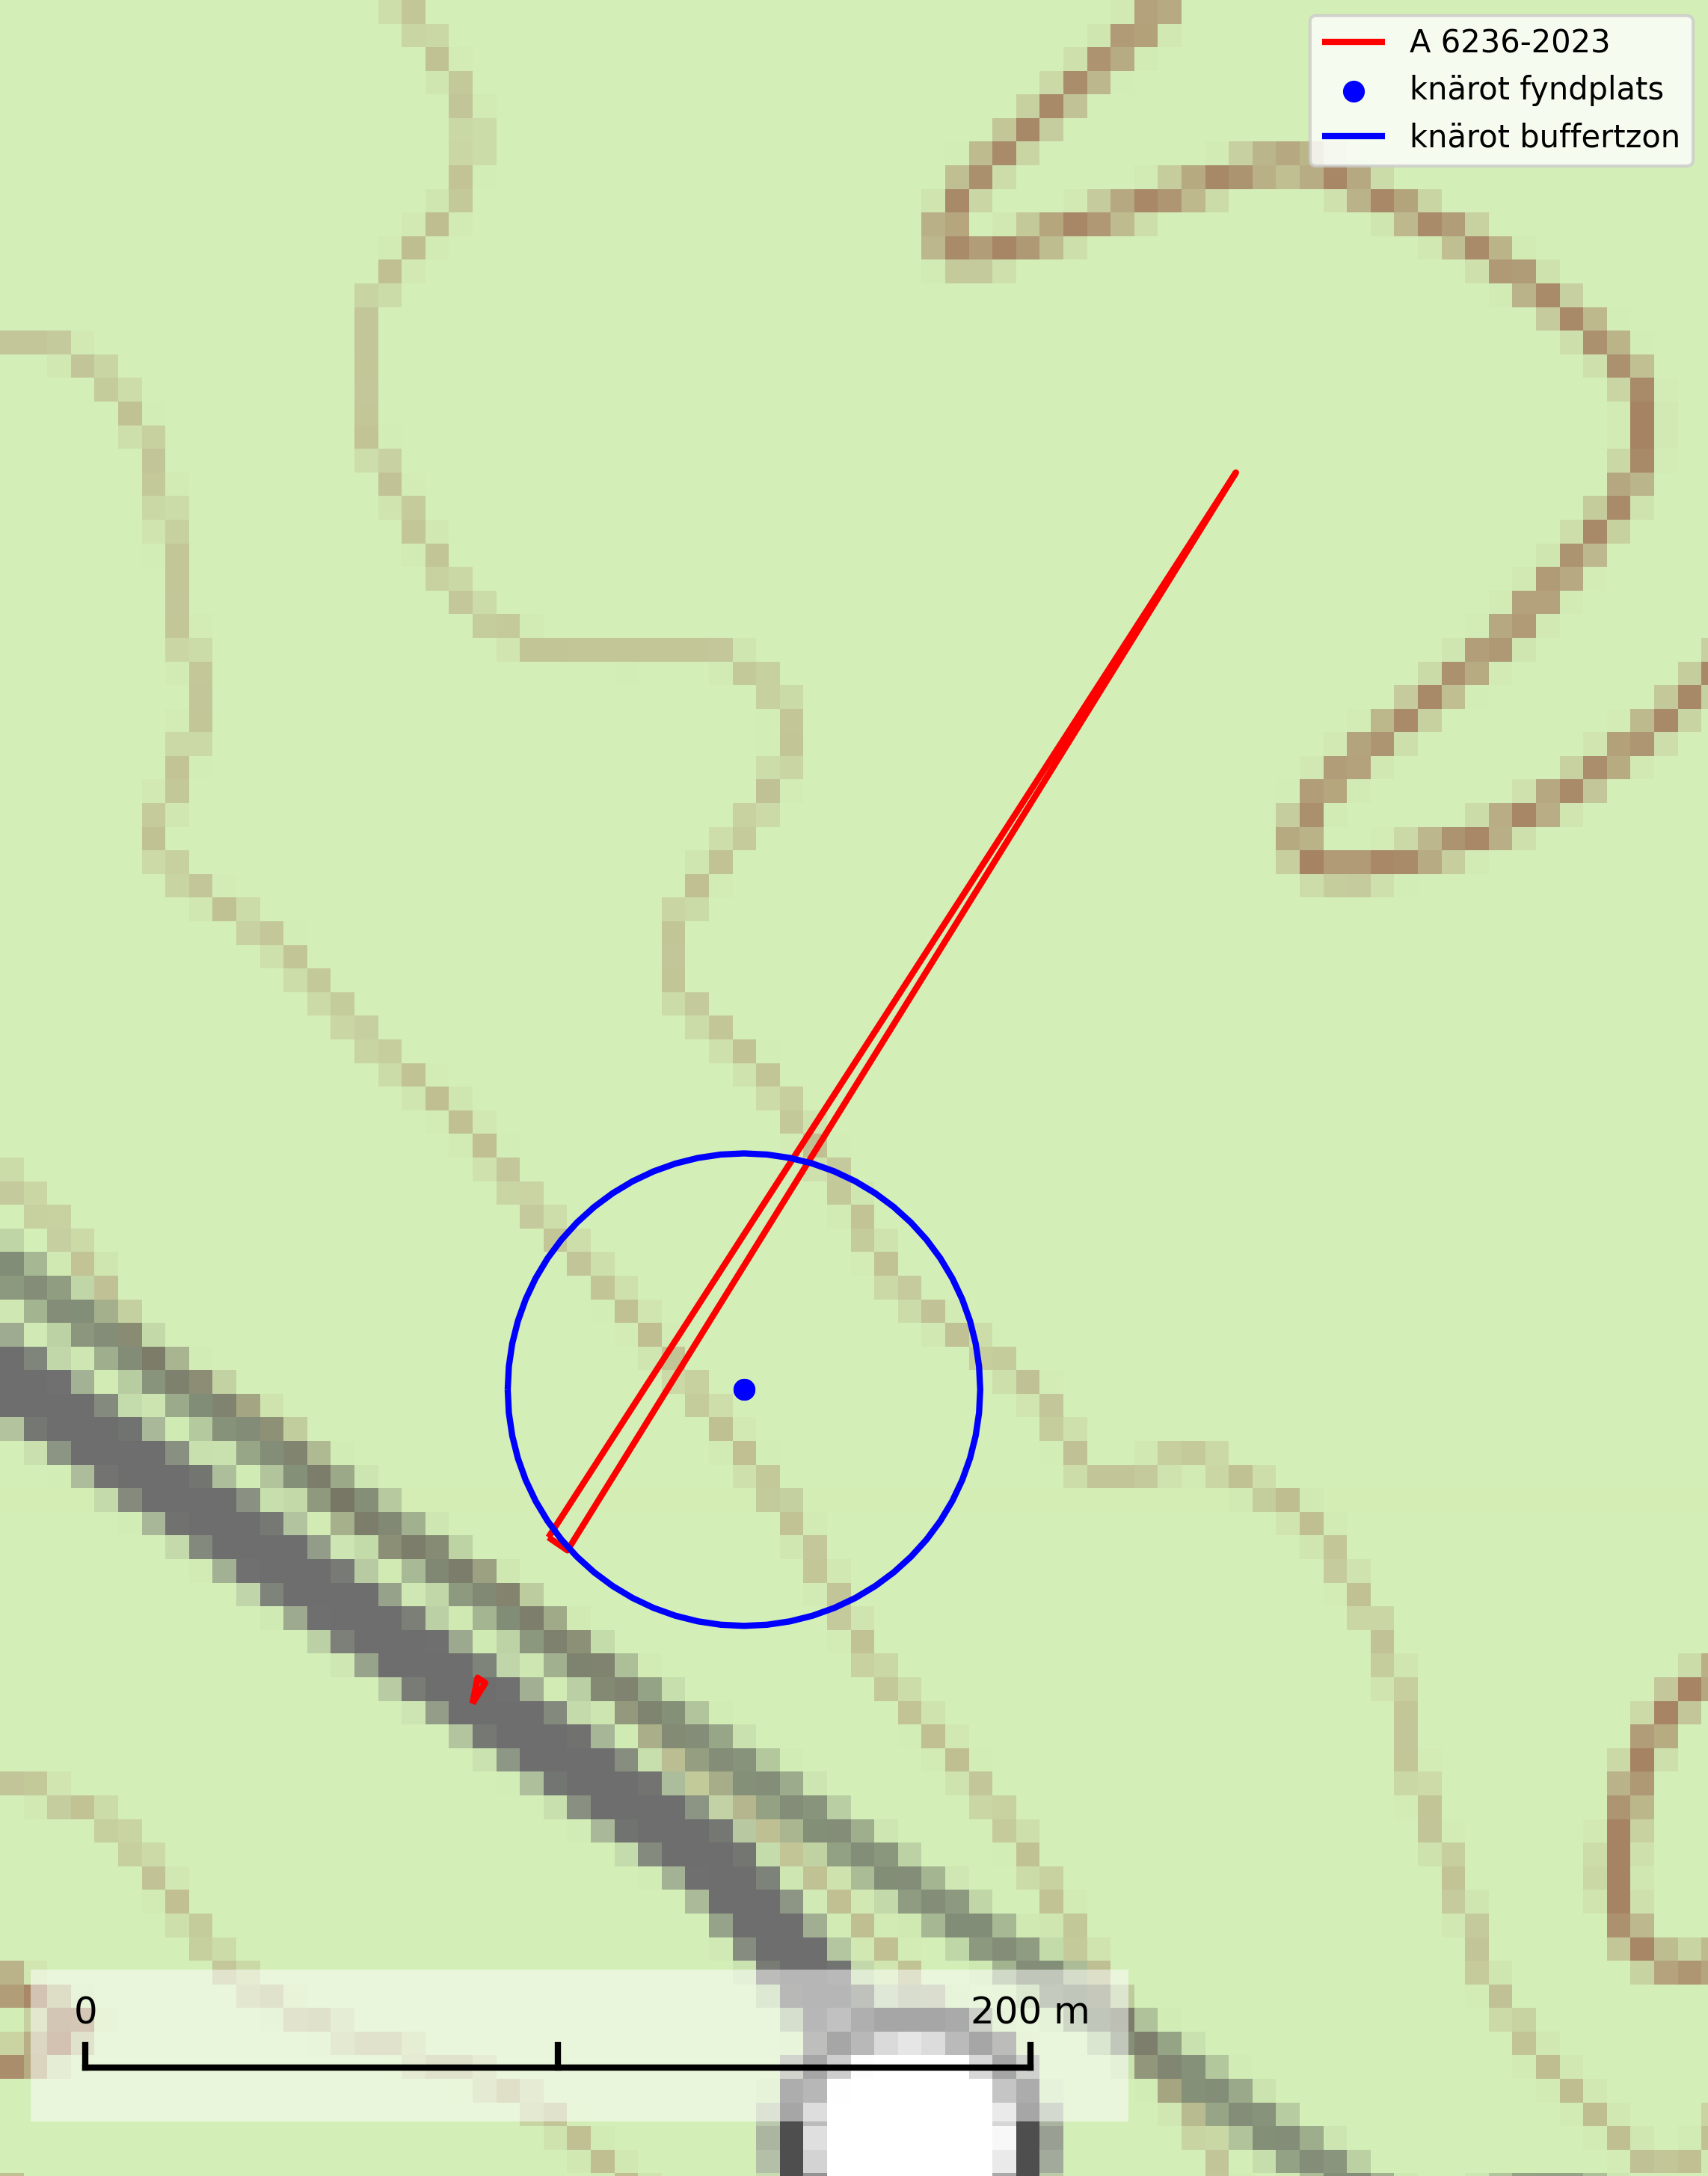 A 6236-2023
knärot fyndplats
knärot buffertzon
0 200 m